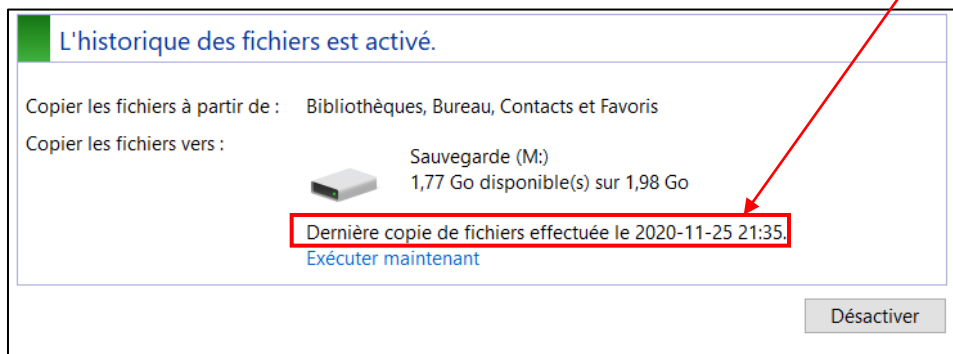 L'historique des fichiers est activé.
Copier les fichiers à partir de : Bibliothèques, Bureau, Contacts et Favoris
Copier les fichiers vers :
Sauvegarde (M:)
1,77 Go disponible(s) sur 1,98 Go
Dernière copie de fichiers effectuée le 2020-11-25 21:35.
Exécuter maintenant
Désactiver